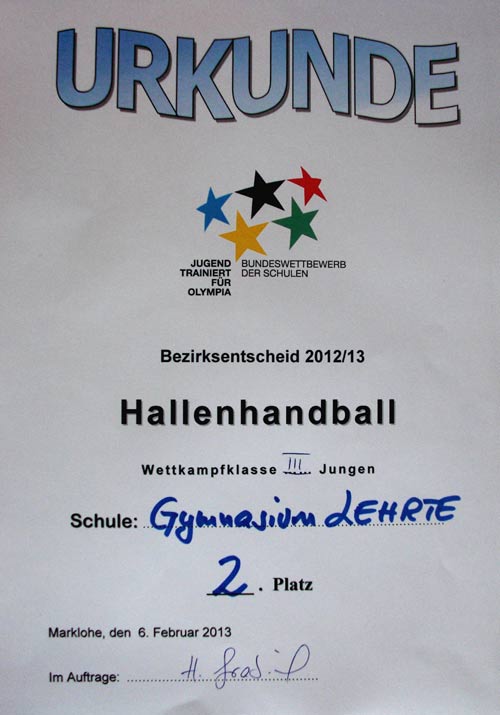 URKUNDE
JUGEND
TRAINIERT
FÜR
OLYMPIA
BUNDESWETTBEWERB
DER SCHULEN
Bezirksentscheid 2012/13
Hallenhandball
Wettkampfklasse III Jungen
Schule: Gymnasium LEHRTE
2. Platz
Marklohe, den 6. Februar 2013
Im Auftrage: H.